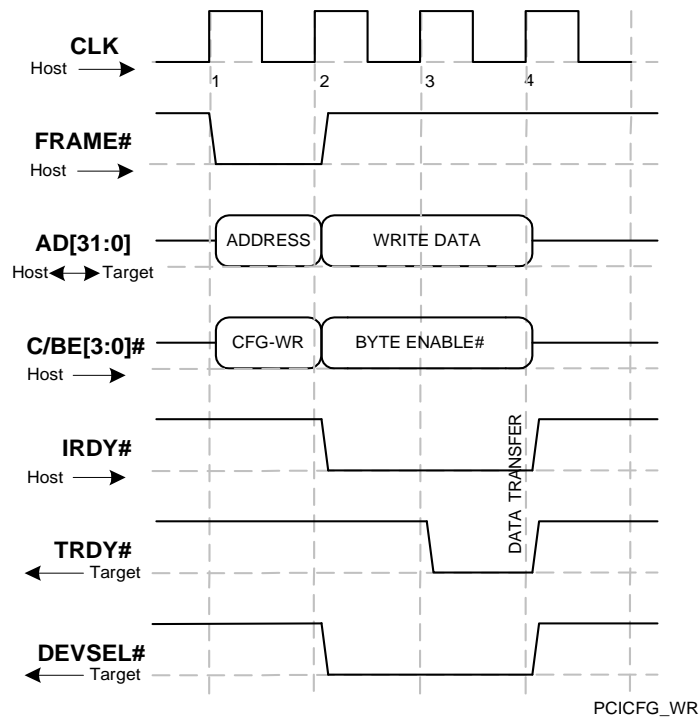 CLK
Host
1 2 3 4
FRAME#
Host
AD[31:0]
ADDRESS WRITE DATA
Host Target
C/BE[3:0]#
CFG-WR BYTE ENABLE#
Host
IRDY#
Host
DATA TRANSFER
TRDY#
Target
DEVSEL#
Target
PCICFG_WR